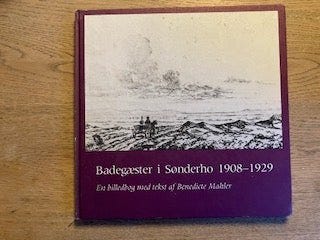 Badegæster i Sønderho 1908–1929
En billedbog med tekst af Benedicte Mahler